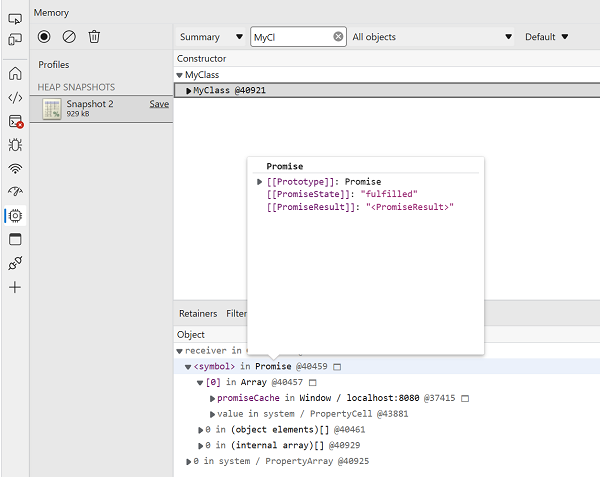 Memory
Summary
MyCl
All objects
Default
Profiles
Constructor
HEAP SNAPSHOTS
MyClass
Snapshot 2
Save
929 kB
MyClass @40921
Promise
[[Prototype]]: Promise
[[PromiseState]]: "fulfilled"
[[PromiseResult]]: "<PromiseResult>"
Retainers
Object
receiver in
<symbol> in Promise @40459
[0] in Array @40457
promiseCache in Window / localhost:8080 @37415
value in system / PropertyCell @43881
0 in (object elements)[] @40461
0 in (internal array)[] @40929
0 in system / PropertyArray @40925